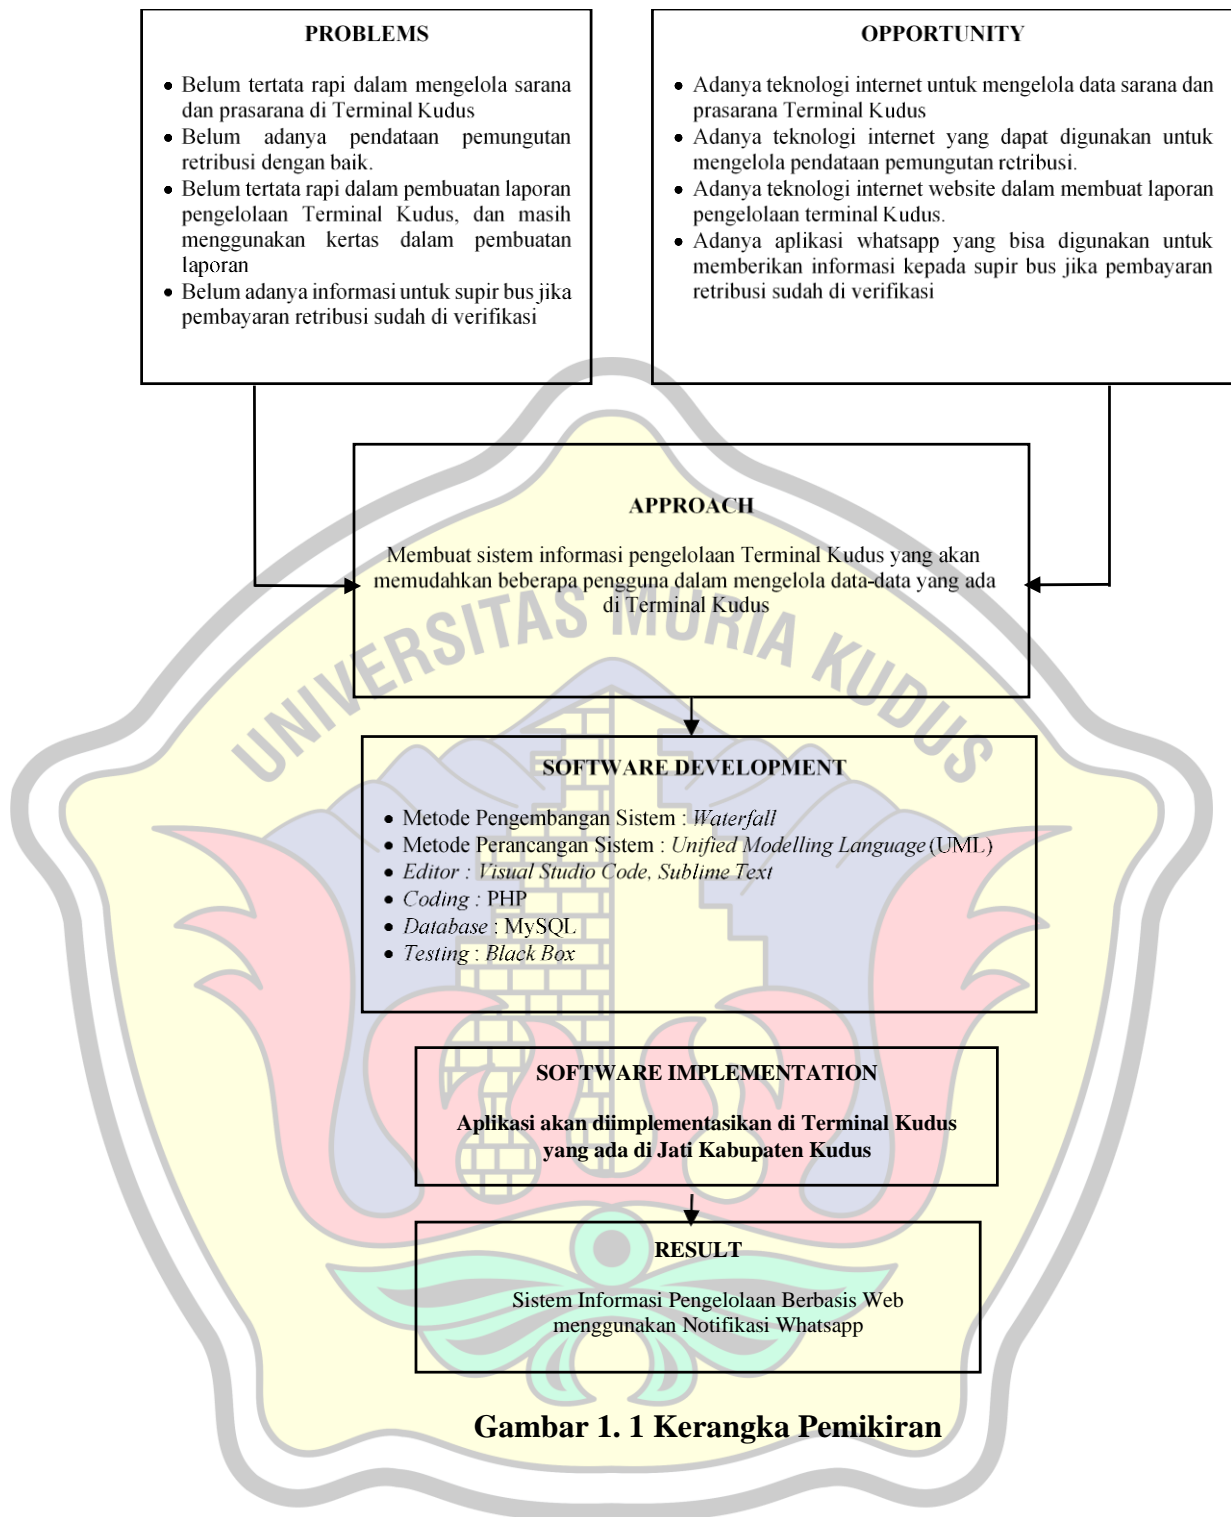 PROBLEMS
• Belum tertata rapi dalam mengelola sarana
dan prasarana di Terminal Kudus
• Belum adanya pendataan pemungutan
retribusi dengan baik.
• Belum tertata rapi dalam pembuatan laporan
pengelolaan Terminal Kudus, dan masih
menggunakan kertas dalam pembuatan
laporan
• Belum adanya informasi untuk supir bus jika
pembayaran retribusi sudah di verifikasi
OPPORTUNITY
• Adanya teknologi internet untuk mengelola data sarana dan
prasarana Terminal Kudus
• Adanya teknologi internet yang dapat digunakan untuk
mengelola pendataan pemungutan retribusi.
• Adanya teknologi internet website dalam membuat laporan
pengelolaan terminal Kudus.
• Adanya aplikasi whatsapp yang bisa digunakan untuk
memberikan informasi kepada supir bus jika pembayaran
retribusi sudah di verifikasi
APPROACH
Membuat sistem informasi pengelolaan Terminal Kudus yang akan
memudahkan beberapa pengguna dalam mengelola data-data yang ada
di Terminal Kudus
UNIVERSITAS MURIA KUDUS
SOFTWARE DEVELOPMENT
• Metode Pengembangan Sistem : Waterfall
• Metode Perancangan Sistem : Unified Modelling Language (UML)
• Editor : Visual Studio Code, Sublime Text
• Coding : PHP
• Database : MySQL
• Testing : Black Box
SOFTWARE IMPLEMENTATION
Aplikasi akan diimplementasikan di Terminal Kudus
yang ada di Jati Kabupaten Kudus
RESULT
Sistem Informasi Pengelolaan Berbasis Web
menggunakan Notifikasi Whatsapp
Gambar 1. 1 Kerangka Pemikiran